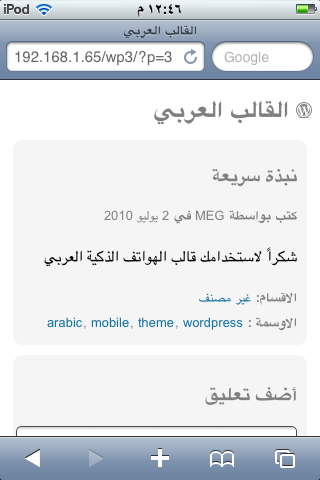 iPod ١٢:٤٦ م
القالب العربي
192.168.1.65/wp3/?p=3 Google
القالب العربي
نبذة سريعة
كتب بواسطة MEG في 2 يوليو 2010
شكراً لاستخدامك قالب الهواتف الذكية العربي
الاقسام: غير مصنف
الاوسمة : arabic, mobile, theme, wordpress
أضف تعليق